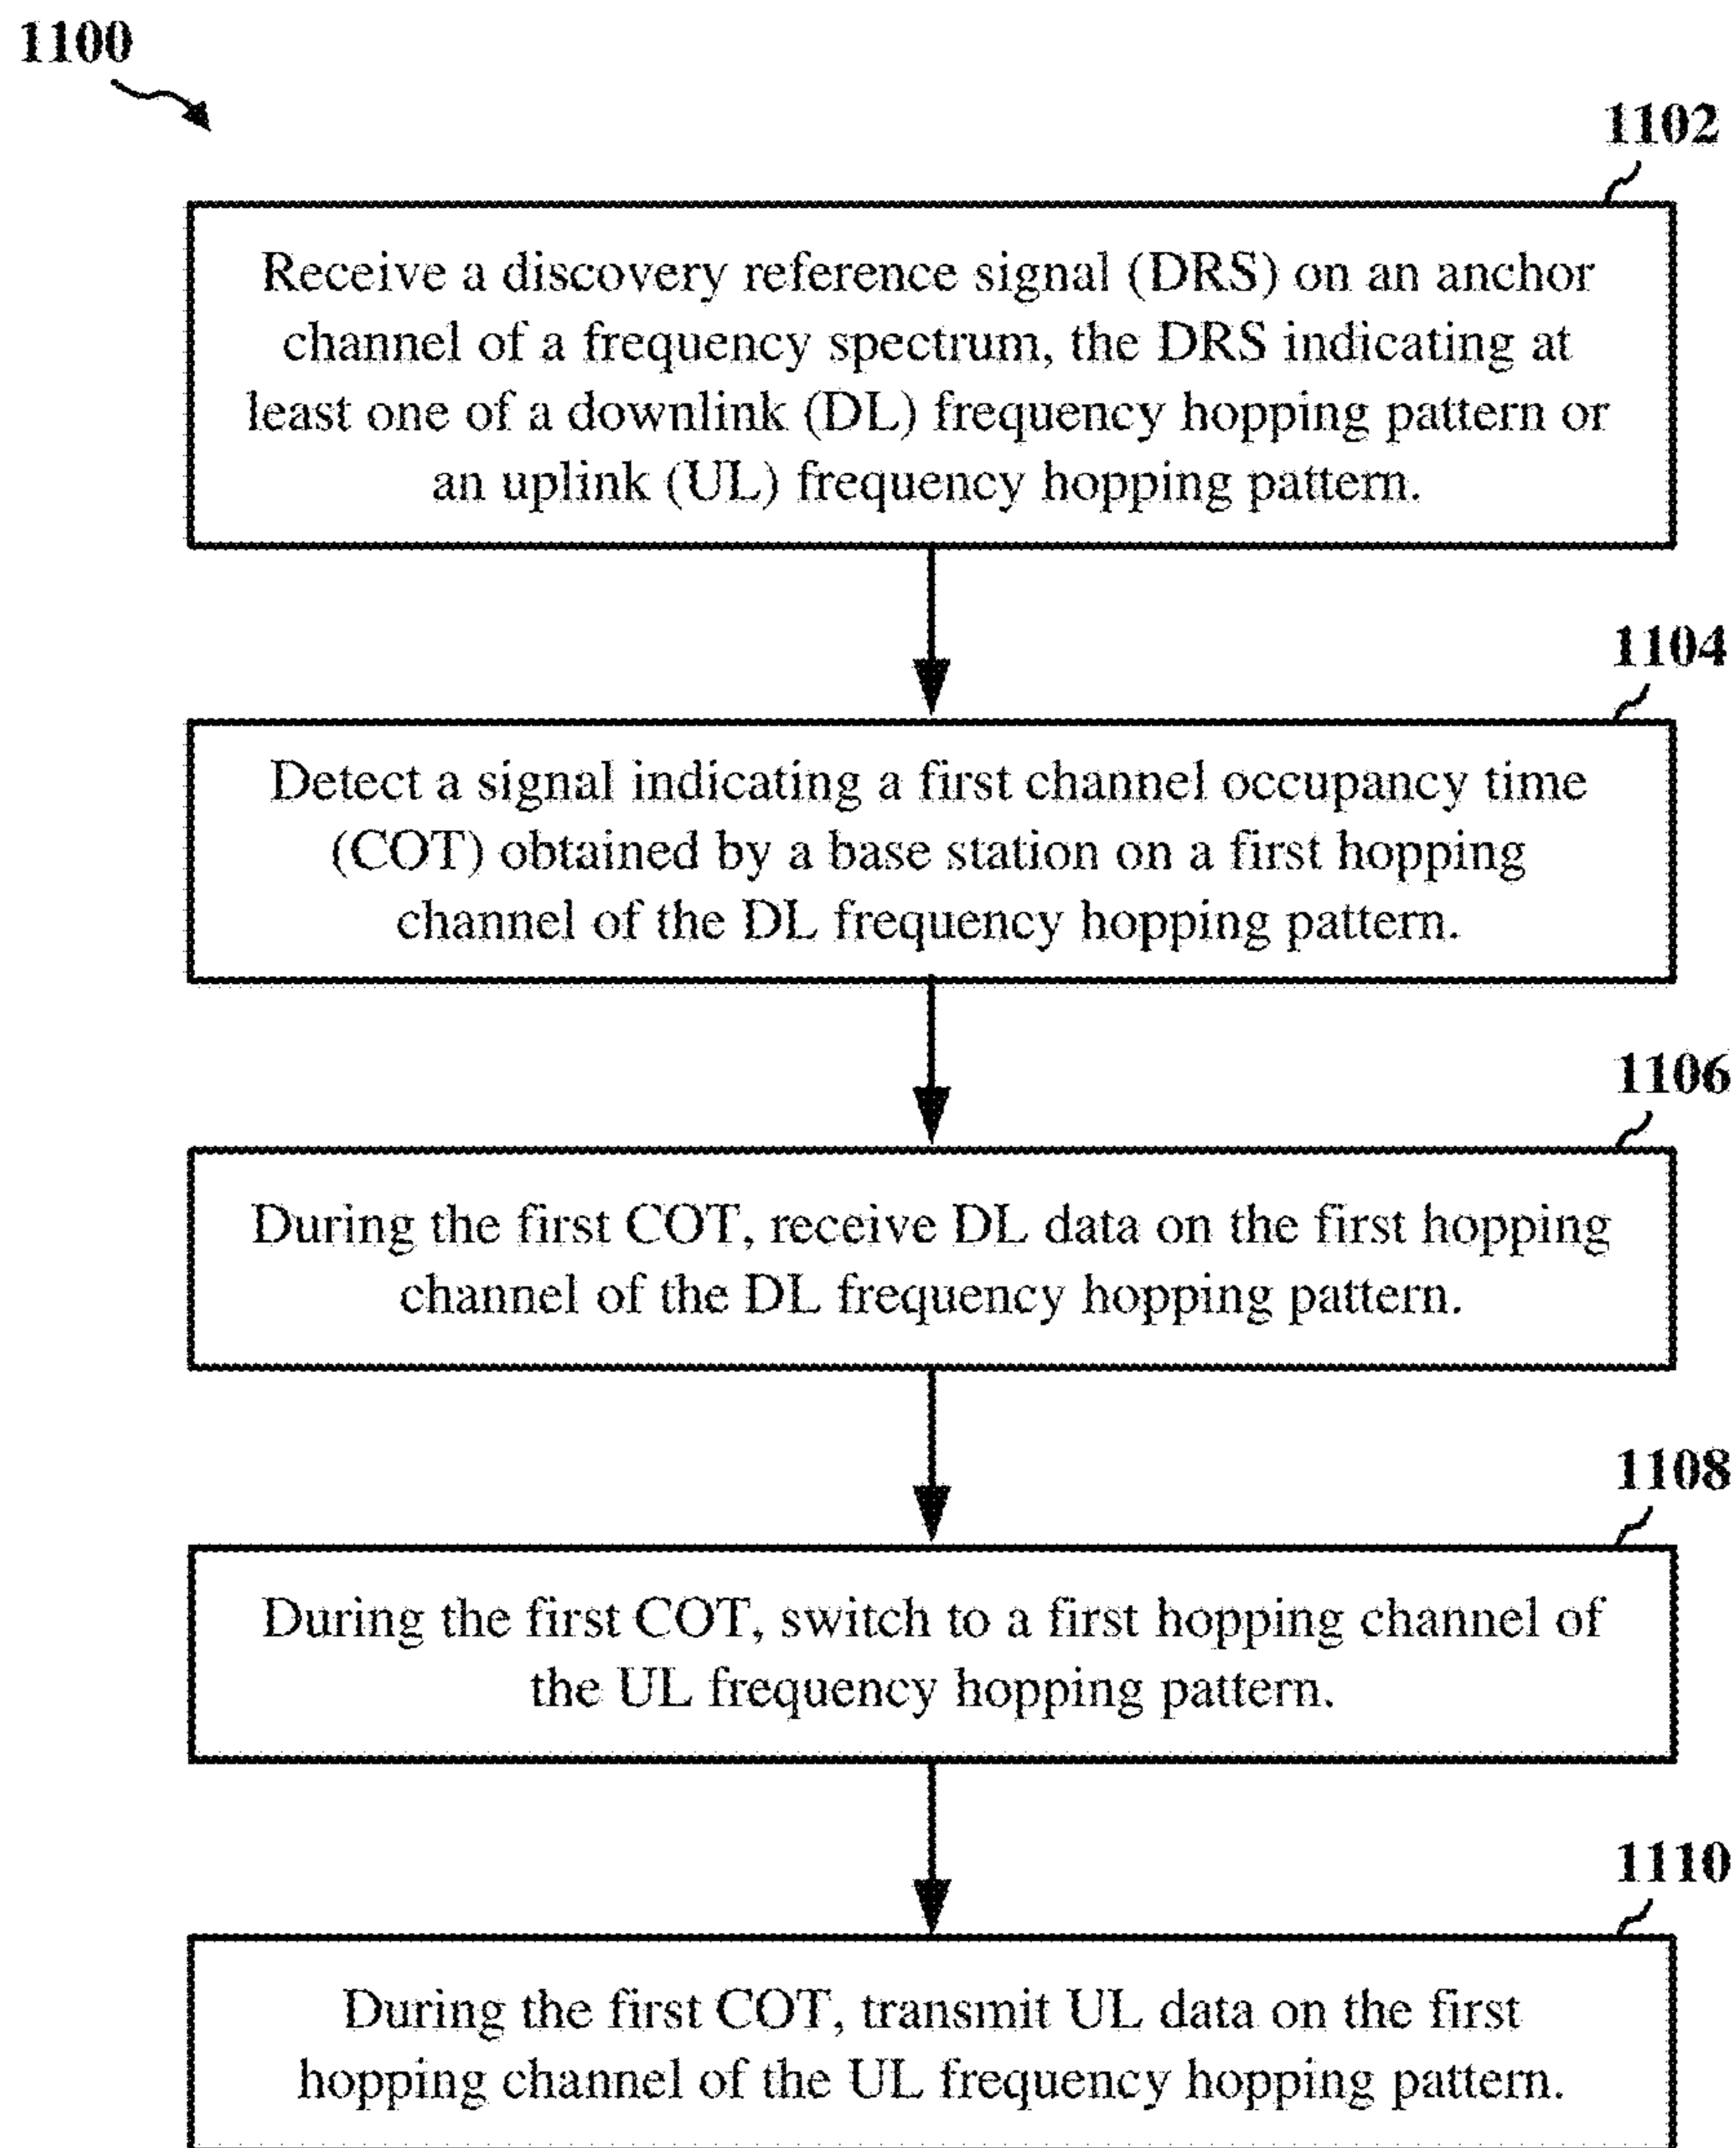 1100
1102
Receive a discovery reference signal (DRS) on an anchor
channel of a frequency spectrum, the DRS indicating at
least one of a downlink (DL) frequency hopping pattern or
an uplink (UL) frequency hopping pattern.
1104
Detect a signal indicating a first channel occupancy time
(COT) obtained by a base station on a first hopping
channel of the DL frequency hopping pattern.
1106
During the first COT, receive DL data on the first hopping
channel of the DL frequency hopping pattern.
1108
During the first COT, switch to a first hopping channel of
the UL frequency hopping pattern.
1110
During the first COT, transmit UL data on the first
hopping channel of the UL frequency hopping pattern.